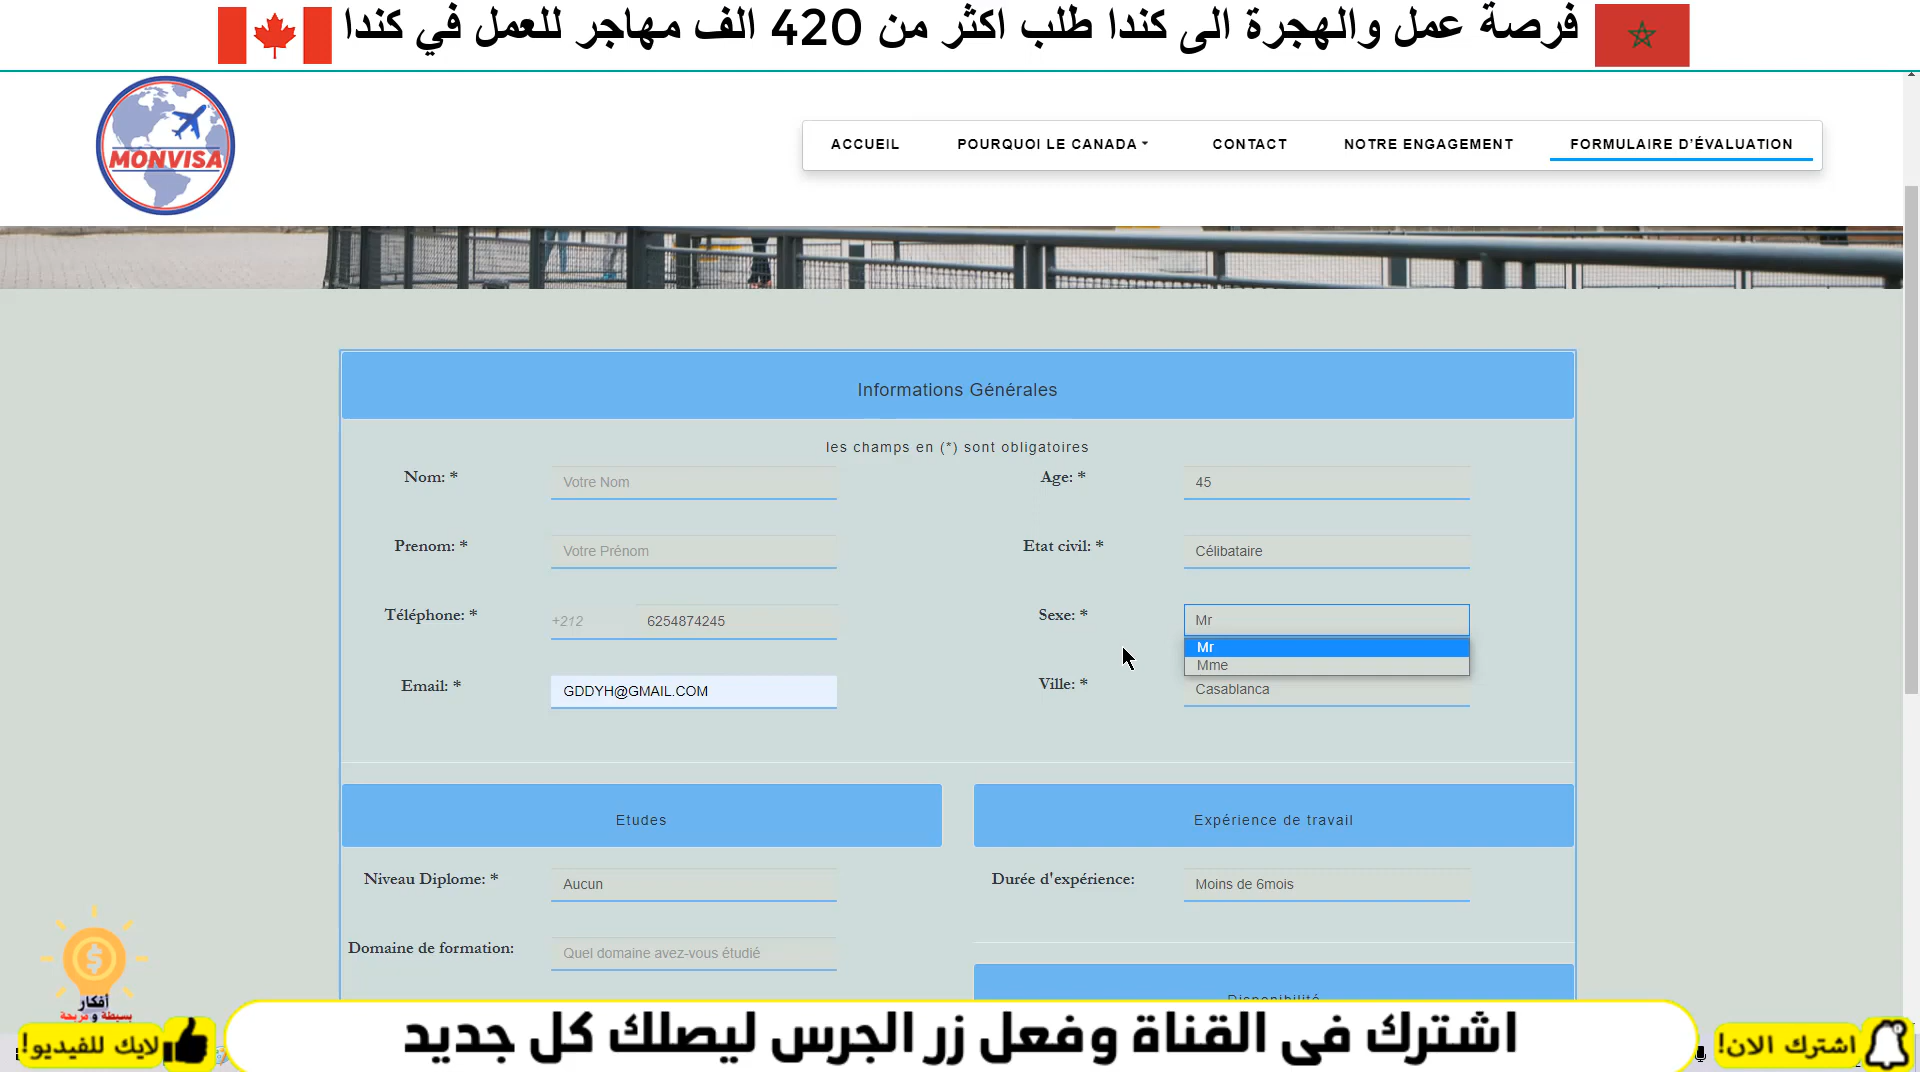 فرصة عمل والهجرة الى كندا طلب اكثر من 420 الف مهاجر للعمل في كندا
MONVISA
ACCUEIL
POURQUOI LE CANADA
CONTACT
NOTRE ENGAGEMENT
FORMULAIRE D'ÉVALUATION
Informations Générales
les champs en (*) sont obligatoires
Nom: *
Votre Nom
Age: *
45
Prenom: *
Votre Prénom
Etat civil: *
Célibataire
Téléphone: *
+212
6254874245
Sexe: *
Mr
Mr
Mme
Email: *
GDDYH@GMAIL.COM
Ville: *
Casablanca
Etudes
Expérience de travail
Niveau Diplome: *
Aucun
Durée d'expérience:
Moins de 6mois
Domaine de formation:
Quel domaine avez-vous étudié
Disponibilité
$
أفكار
بسيطة و مربحة
لايك للفيديو!
اشترك فى القناة وفعل زر الجرس ليصلك كل جديد
اشترك الان!